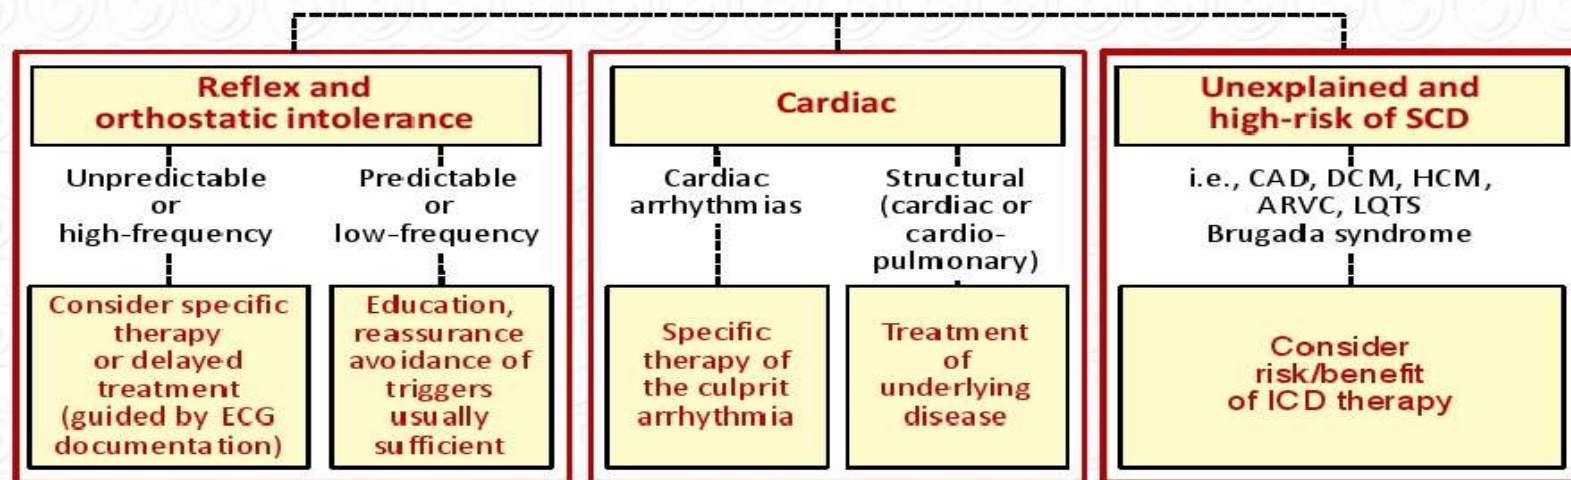 Reflex and
orthostatic intolerance
Unpredictable
or
high-frequency
Predictable
or
low-frequency
Consider specific
therapy
or delayed
treatment
(guided by ECG
documentation)
Education,
reassurance
avoidance of
triggers
usually
sufficient
Cardiac
Cardiac
arrhythmias
Structural
(cardiac or
cardio-
pulmonary)
Specific
therapy of
the culprit
arrhythmia
Treatment
of
underlying
disease
Unexplained and
high-risk of SCD
i.e., CAD, DCM, HCM,
ARVC, LQTS
Brugada syndrome
Consider
risk/benefit
of ICD therapy